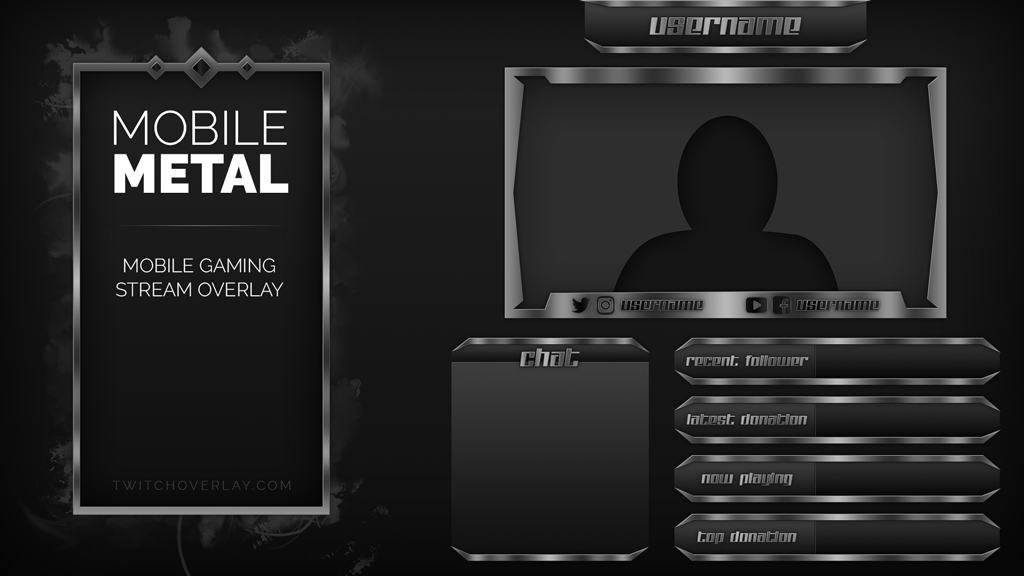 MOBILE
METAL
MOBILE GAMING
STREAM OVERLAY
TWITCHOVERLAY.COM
username
username
username
chat
recent follower
latest donation
now playing
top donation